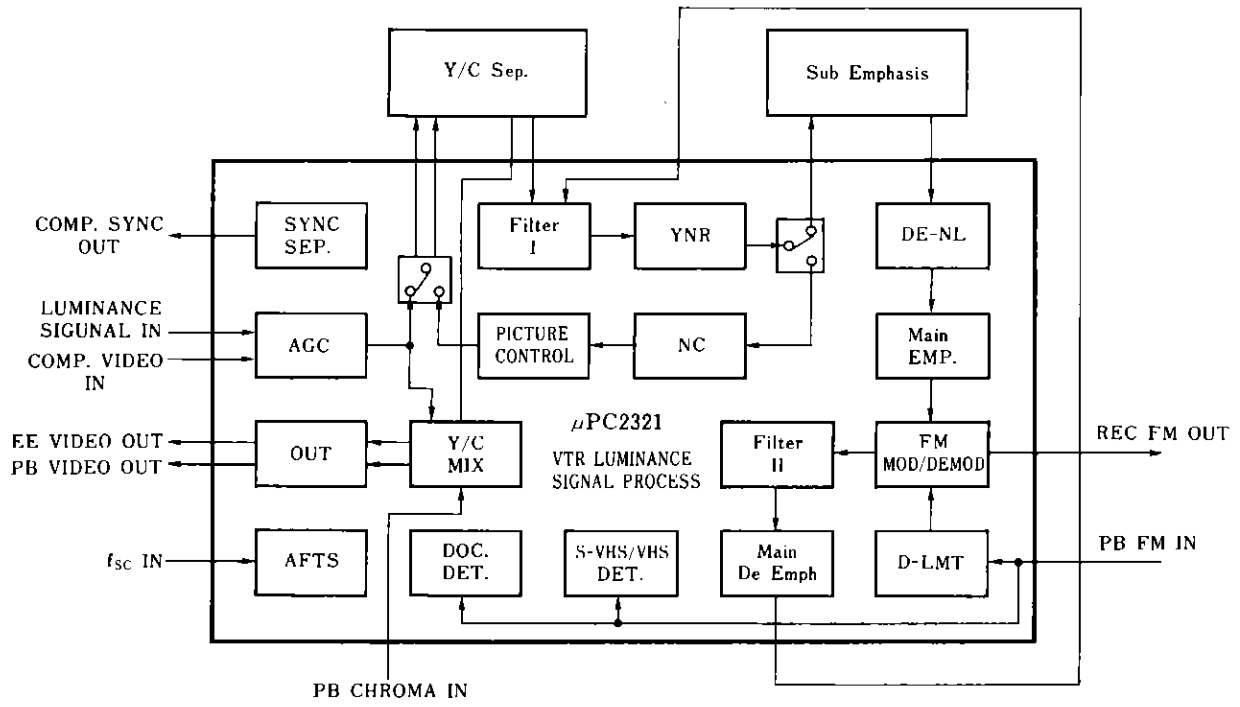 Y/C Sep.
Sub Emphasis
COMP. SYNC
OUT
SYNC
SEP.
Filter
I
YNR
DE-NL
LUMINANCE
SIGUNAL IN
COMP. VIDEO
IN
AGC
PICTURE
CONTROL
NC
Main
EMP.
EE VIDEO OUT
PB VIDEO OUT
OUT
Y/C
MIX
μPC2321
VTR LUMINANCE
SIGNAL PROCESS
Filter
II
FM
MOD/DEMOD
REC FM OUT
fSC IN
AFTS
DOC.
DET.
S-VHS/VHS
DET.
Main
De Emph
D-LMT
PB FM IN
PB CHROMA IN